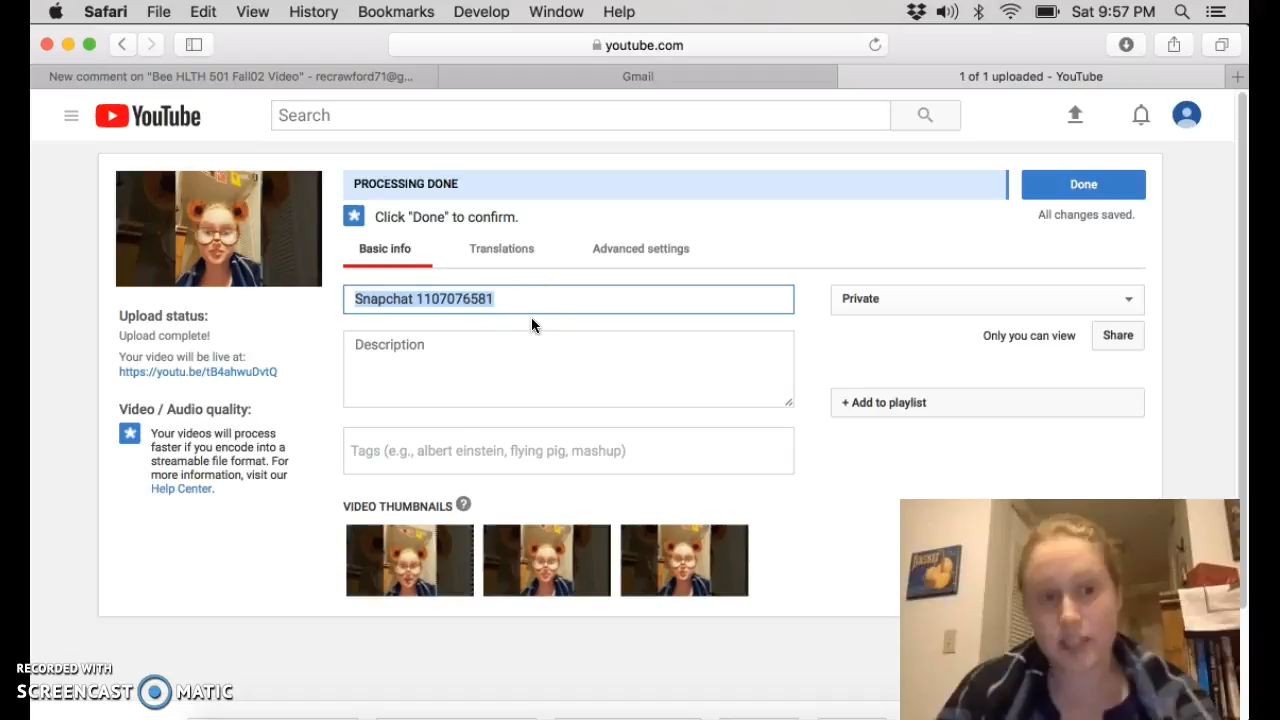 Safari File Edit View History Bookmarks Develop Window Help Sat 9:57 PM
youtube.com
New comment on "Bee HLTH 501 Fall02 Video" - recrawford71@g... Gmail 1 of 1 uploaded - YouTube +
YouTube Search
PROCESSING DONE Done
Click "Done" to confirm. All changes saved.
Basic info Translations Advanced settings
Snapchat 1107076581 Private
Upload status:
Upload complete!
Your video will be live at:
https://youtu.be/tB4ahwuDvtQ
Description Only you can view Share
Video / Audio quality:
Your videos will process
faster if you encode into a
streamable file format. For
more information, visit our
Help Center.
+ Add to playlist
Tags (e.g., albert einstein, flying pig, mashup)
VIDEO THUMBNAILS ?
RECORDED WITH
SCREENCAST MATIC